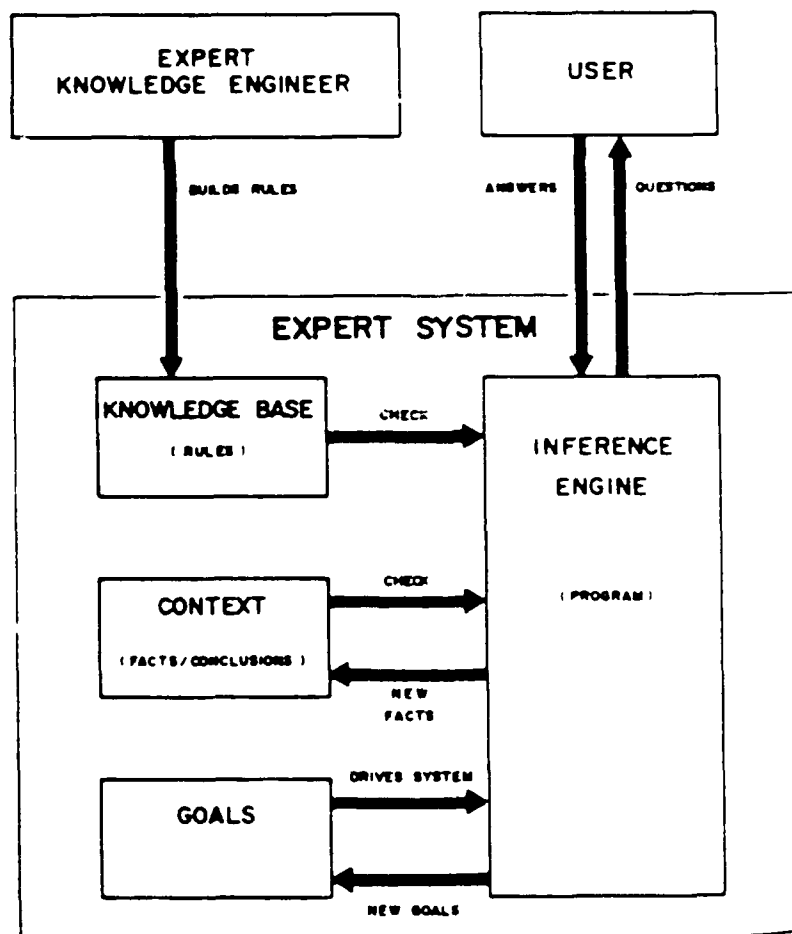 EXPERT
KNOWLEDGE ENGINEER
USER
BUILDS RULES
ANSWERS
QUESTIONS
EXPERT SYSTEM
KNOWLEDGE BASE
(RULES)
CHECK
INFERENCE
ENGINE
(PROGRAM)
CONTEXT
(FACTS/CONCLUSIONS)
CHECK
NEW
FACTS
GOALS
DRIVES SYSTEM
NEW GOALS